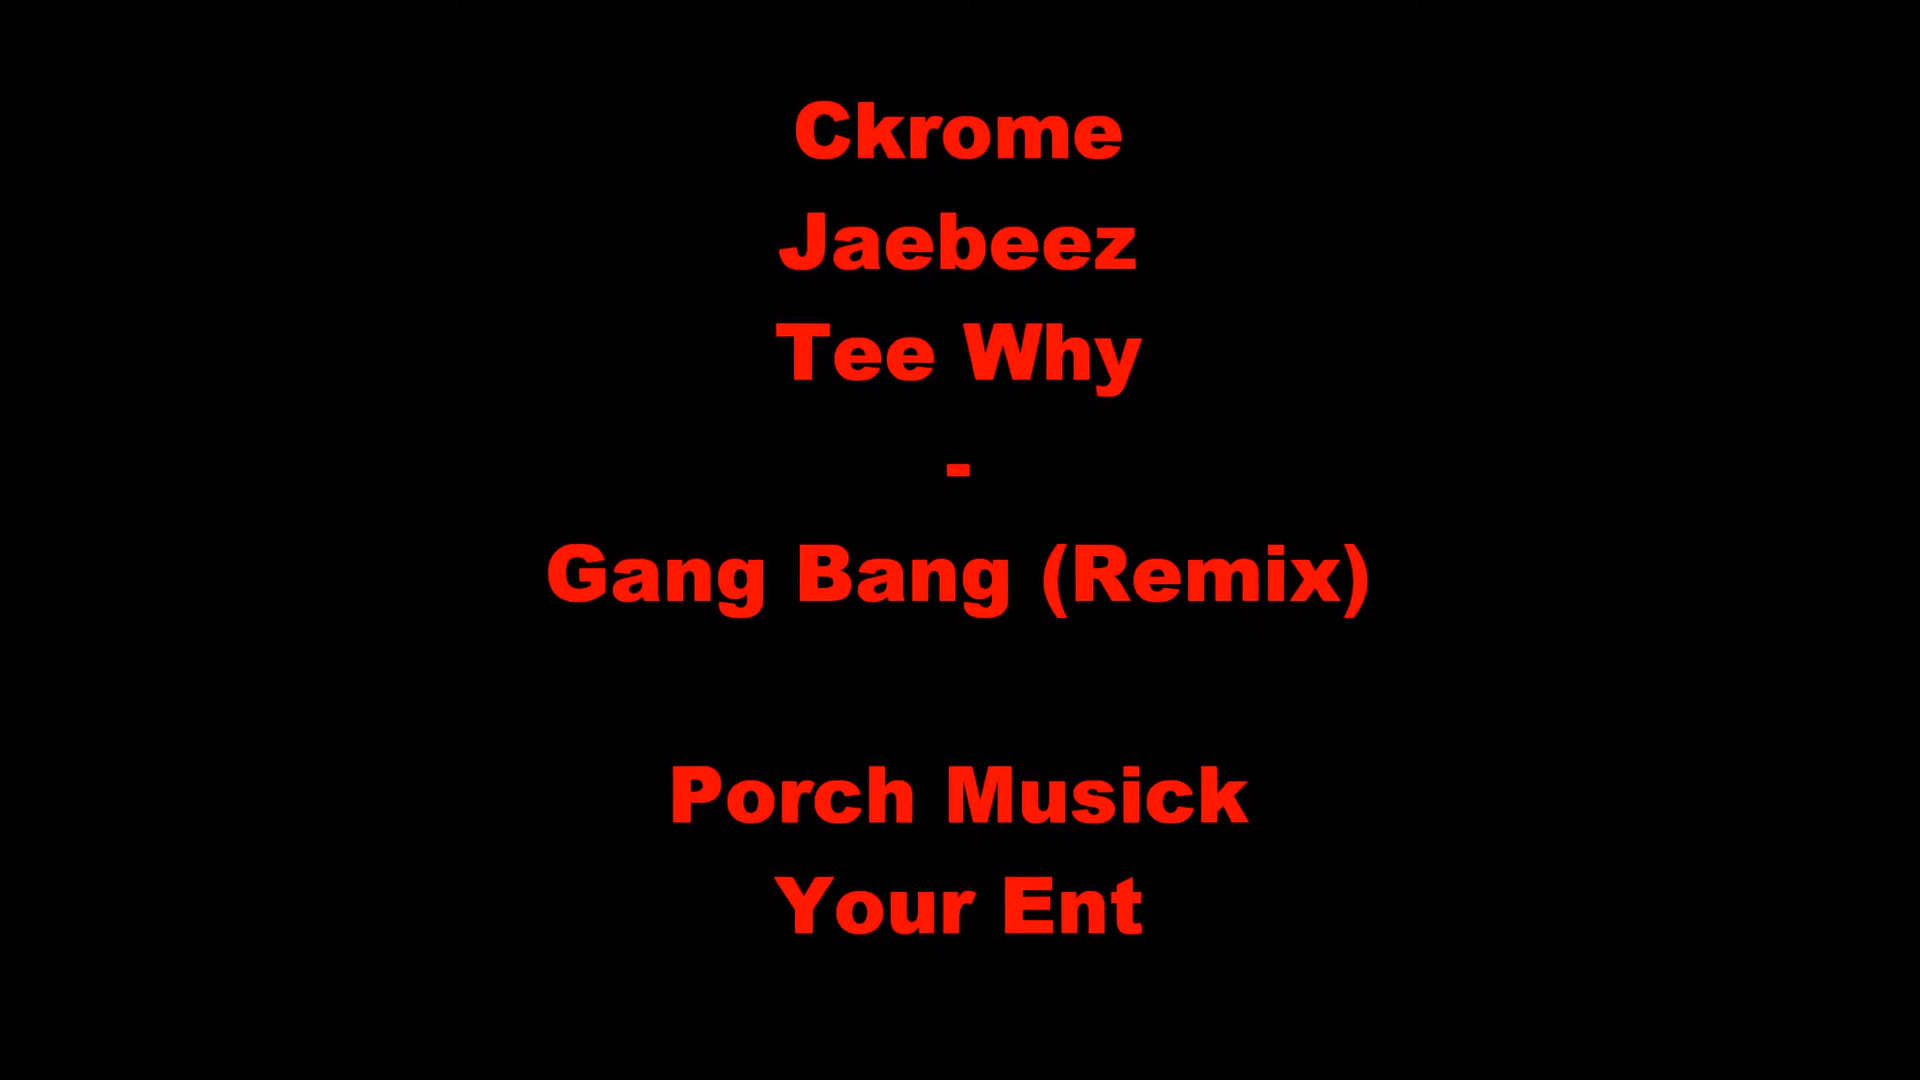 Ckrome
Jaebeez
Tee Why
-
Gang Bang (Remix)
Porch Musick
Your Ent